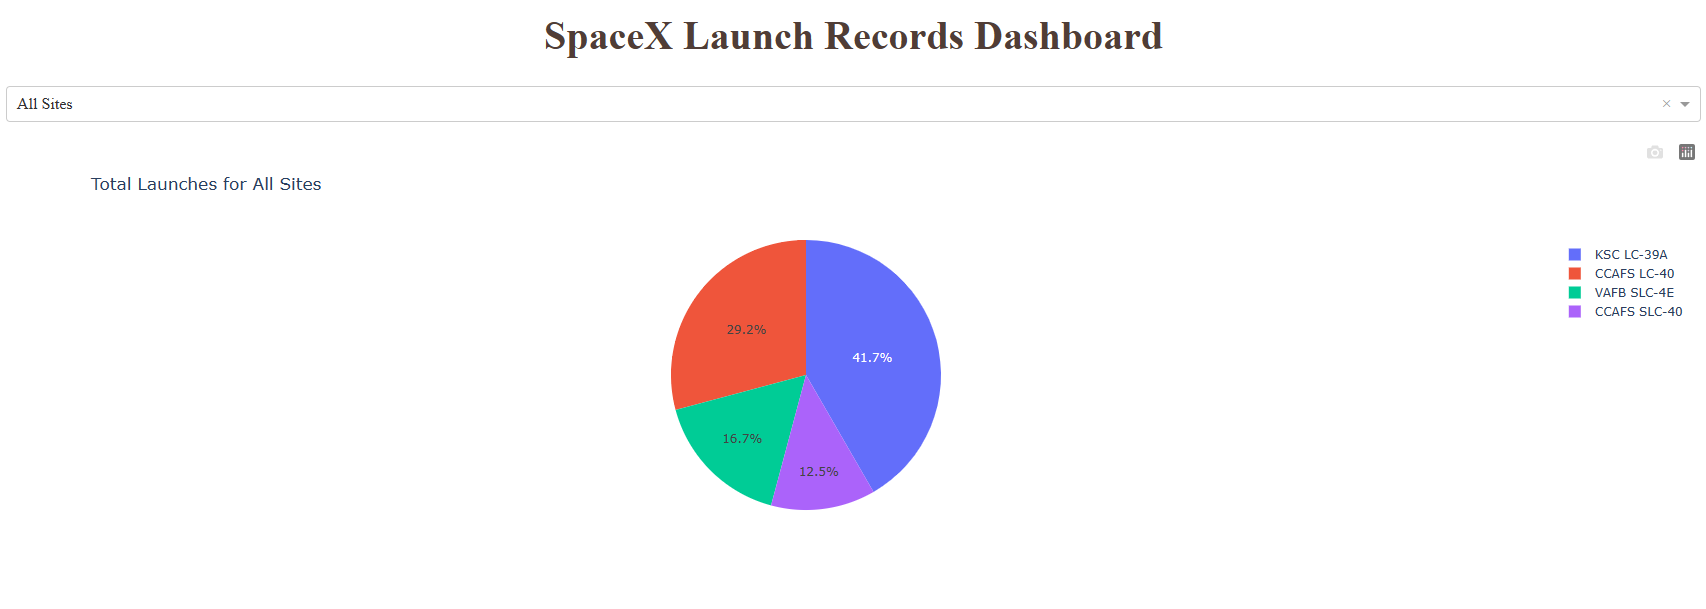 SpaceX Launch Records Dashboard
All Sites
Total Launches for All Sites
KSC LC-39A
CCAFS LC-40
VAFB SLC-4E
CCAFS SLC-40
29.2%
41.7%
16.7%
12.5%